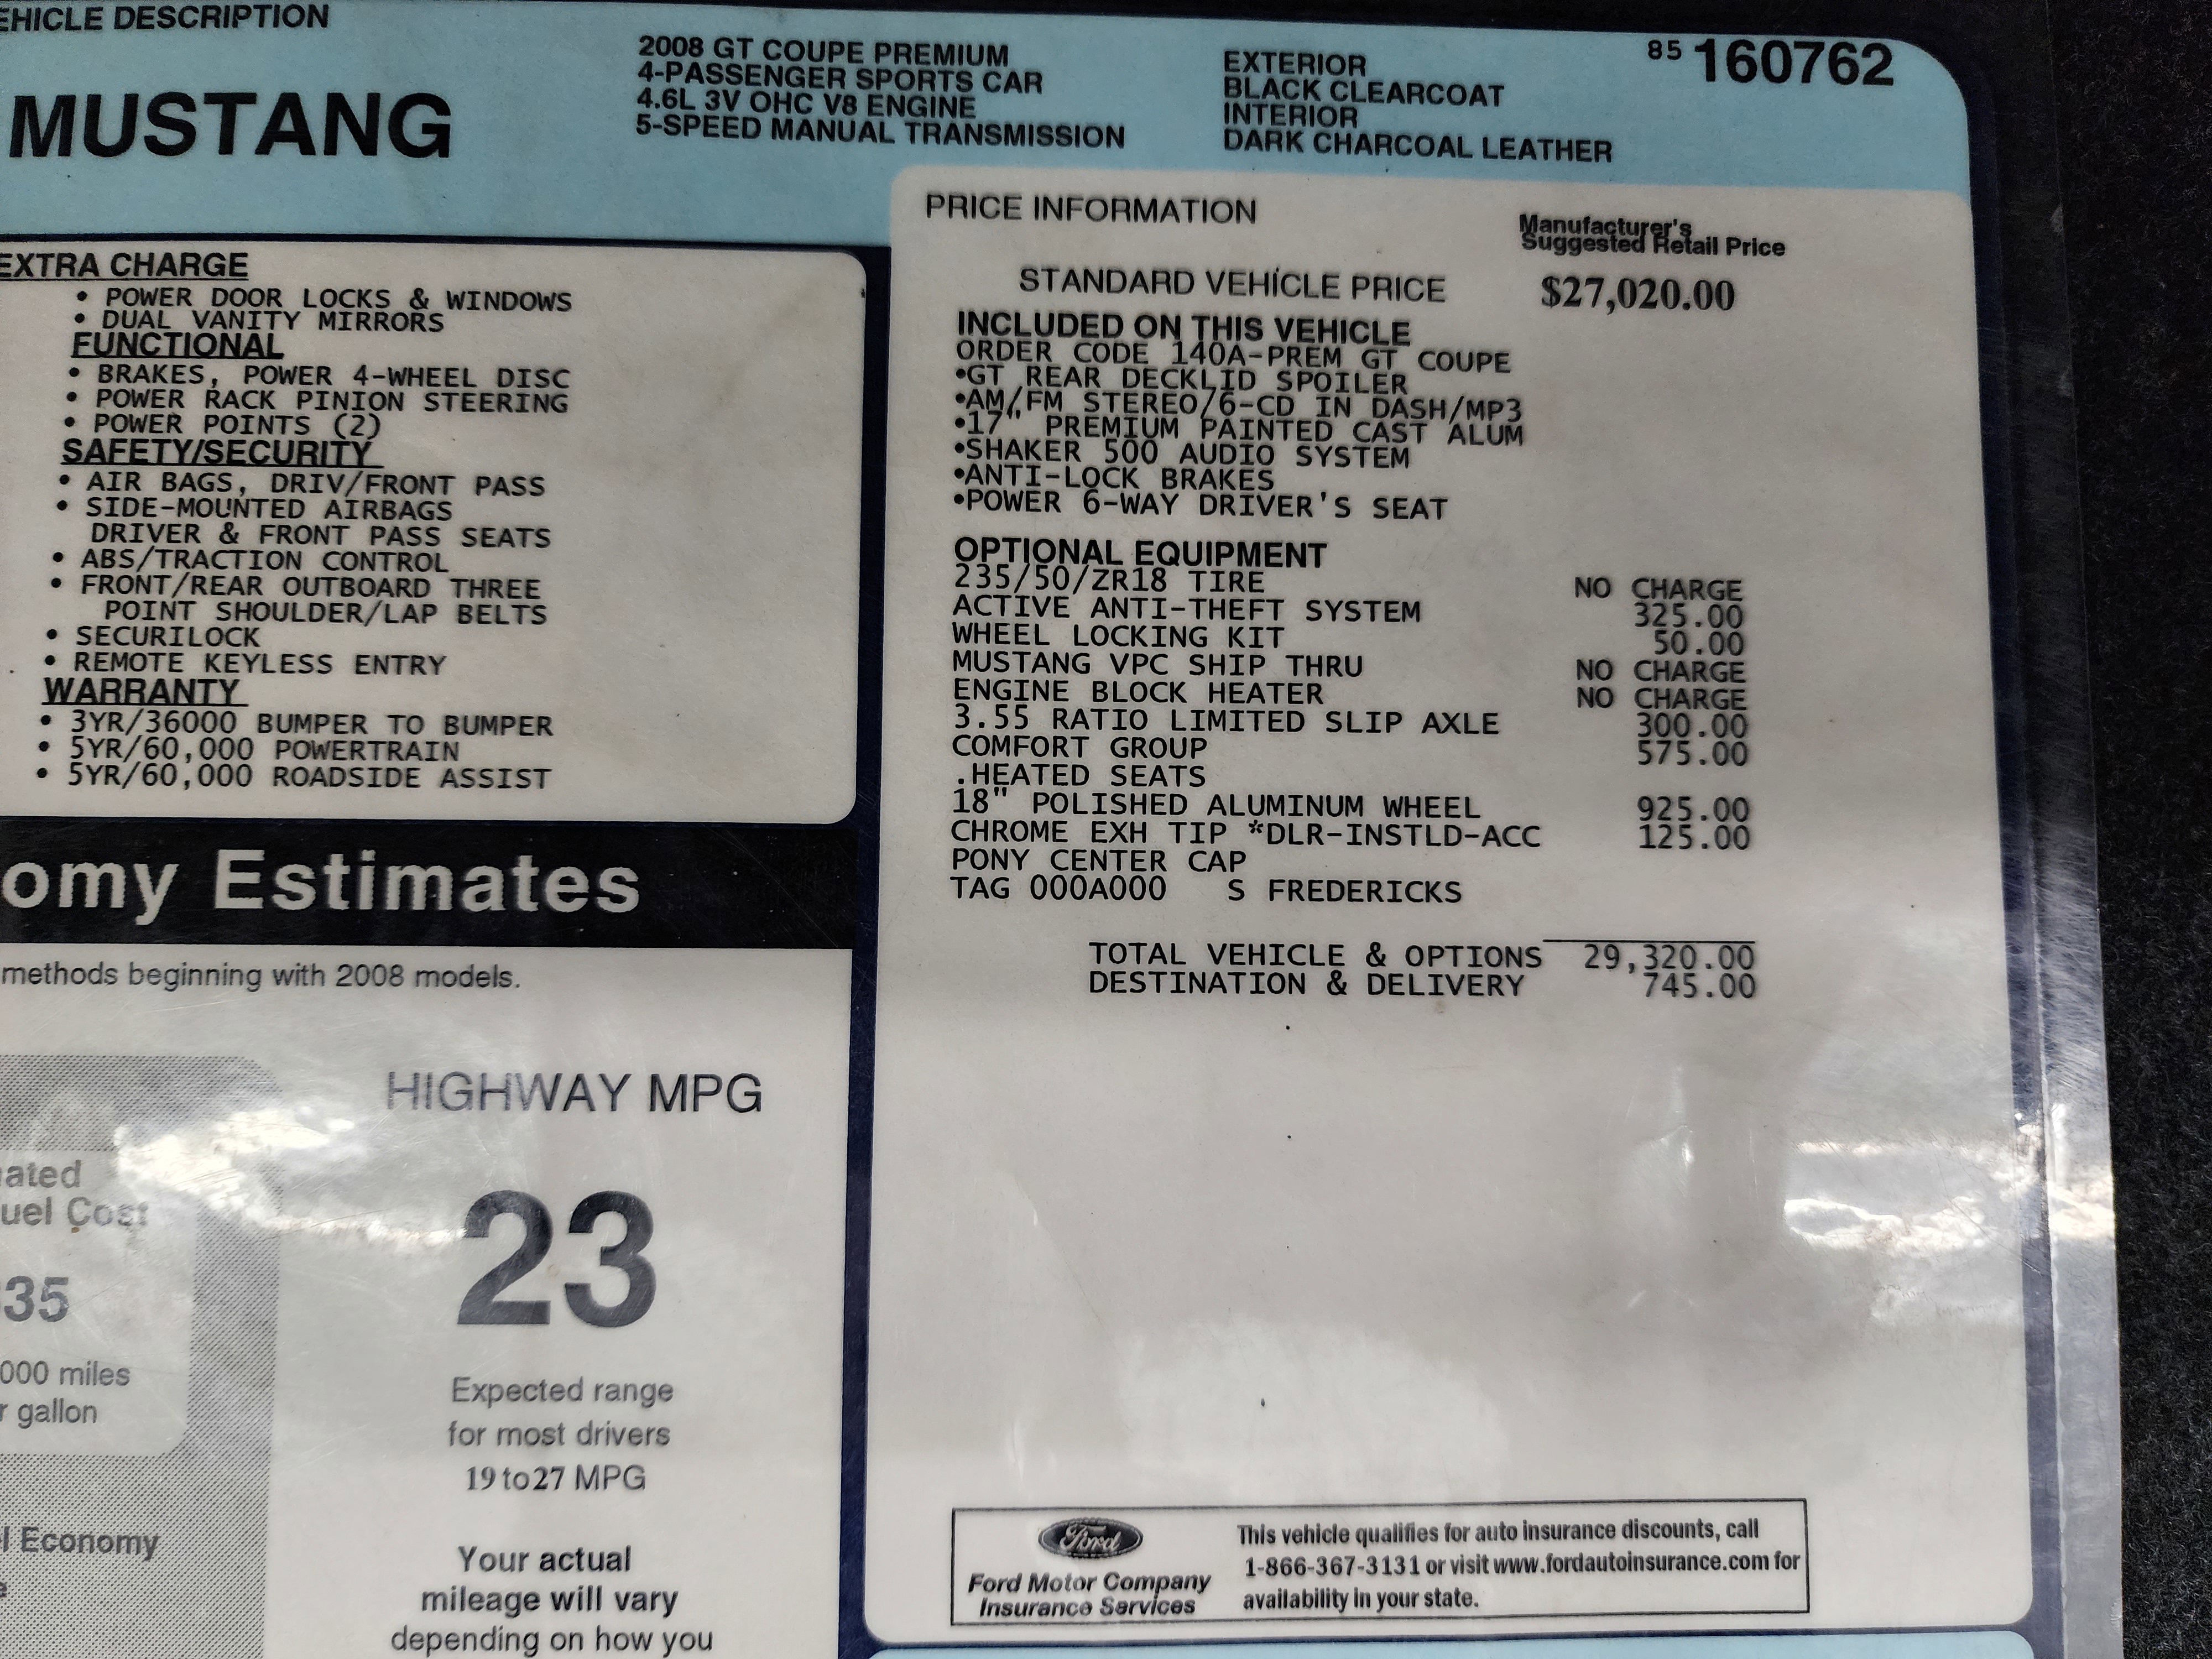 EHICLE DESCRIPTION
MUSTANG
2008 GT COUPE PREMIUM
4-PASSENGER SPORTS CAR
4.6L 3V OHC V8 ENGINE
5-SPEED MANUAL TRANSMISSION
EXTERIOR
BLACK CLEARCOAT
INTERIOR
DARK CHARCOAL LEATHER
85 160762
EXTRA CHARGE
• POWER DOOR LOCKS & WINDOWS
• DUAL VANITY MIRRORS
FUNCTIONAL
• BRAKES, POWER 4-WHEEL DISC
• POWER RACK PINION STEERING
• POWER POINTS (2)
SAFETY/SECURITY
• AIR BAGS, DRIV/FRONT PASS
• SIDE-MOUNTED AIRBAGS
DRIVER & FRONT PASS SEATS
• ABS/TRACTION CONTROL
• FRONT/REAR OUTBOARD THREE
POINT SHOULDER/LAP BELTS
• SECURILOCK
• REMOTE KEYLESS ENTRY
WARRANTY
• 3YR/36000 BUMPER TO BUMPER
• 5YR/60,000 POWERTRAIN
• 5YR/60,000 ROADSIDE ASSIST
omy Estimates
methods beginning with 2008 models.
ated
uel Cost
35
000 miles
r gallon
l Economy
HIGHWAY MPG
23
Expected range
for most drivers
19 to 27 MPG
Your actual
mileage will vary
depending on how you
PRICE INFORMATION
Manufacturer's
Suggested Retail Price
STANDARD VEHICLE PRICE $27,020.00
INCLUDED ON THIS VEHICLE
ORDER CODE 140A-PREM GT COUPE
•GT REAR DECKLID SPOILER
•AM/FM STEREO/6-CD IN DASH/MP3
•17" PREMIUM PAINTED CAST ALUM
•SHAKER 500 AUDIO SYSTEM
•ANTI-LOCK BRAKES
•POWER 6-WAY DRIVER'S SEAT
OPTIONAL EQUIPMENT
235/50/ZR18 TIRE NO CHARGE
ACTIVE ANTI-THEFT SYSTEM 325.00
WHEEL LOCKING KIT 50.00
MUSTANG VPC SHIP THRU NO CHARGE
ENGINE BLOCK HEATER NO CHARGE
3.55 RATIO LIMITED SLIP AXLE 300.00
COMFORT GROUP 575.00
.HEATED SEATS
18" POLISHED ALUMINUM WHEEL 925.00
CHROME EXH TIP *DLR-INSTLD-ACC 125.00
PONY CENTER CAP
TAG 000A000 S FREDERICKS
TOTAL VEHICLE & OPTIONS 29,320.00
DESTINATION & DELIVERY 745.00
Ford
Ford Motor Company
Insurance Services
This vehicle qualifies for auto insurance discounts, call
1-866-367-3131 or visit www.fordautoinsurance.com for
availability in your state.